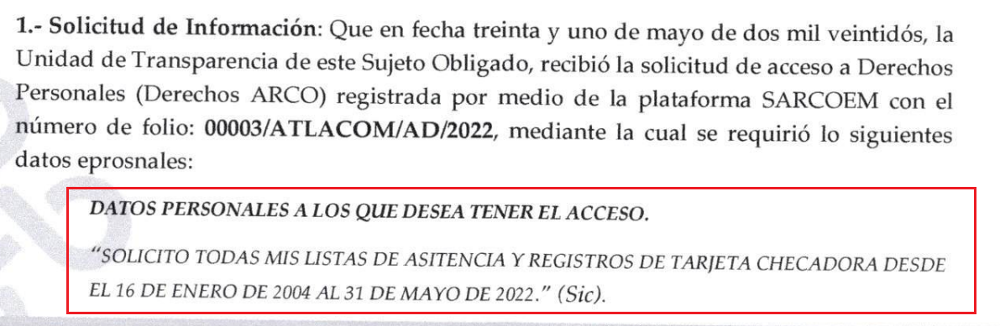 1.- Solicitud de Información: Que en fecha treinta y uno de mayo de dos mil veintidós, la
Unidad de Transparencia de este Sujeto Obligado, recibió la solicitud de acceso a Derechos
Personales (Derechos ARCO) registrada por medio de la plataforma SARCOEM con el
número de folio: 00003/ATLACOM/AD/2022, mediante la cual se requirió lo siguientes
datos eprosnales:
DATOS PERSONALES A LOS QUE DESEA TENER EL ACCESO.
“SOLICITO TODAS MIS LISTAS DE ASITENCIA Y REGISTROS DE TARJETA CHECADORA DESDE
EL 16 DE ENERO DE 2004 AL 31 DE MAYO DE 2022.” (Sic).